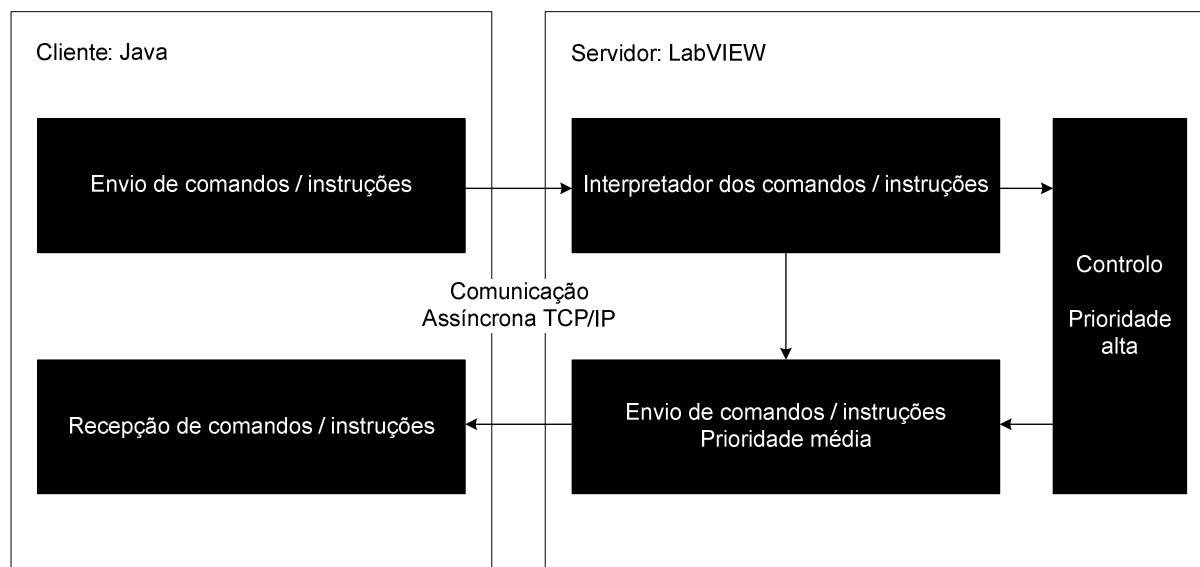 Cliente: Java
Servidor: LabVIEW
Envio de comandos / instruções
Interpretador dos comandos / instruções
Controlo
Prioridade
alta
Comunicação
Assíncrona TCP/IP
Recepção de comandos / instruções
Envio de comandos / instruções
Prioridade média